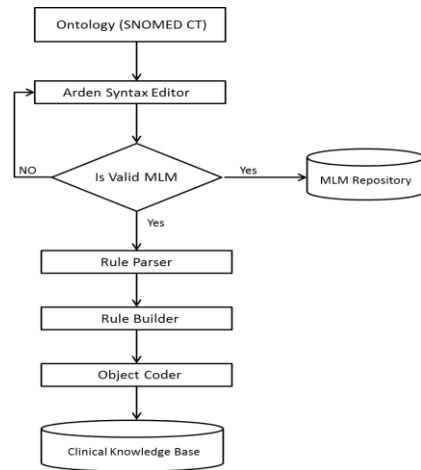 Ontology (SNOMED CT)
Arden Syntax Editor
NO
Is Valid MLM
Yes
MLM Repository
Yes
Rule Parser
Rule Builder
Object Coder
Clinical Knowledge Base